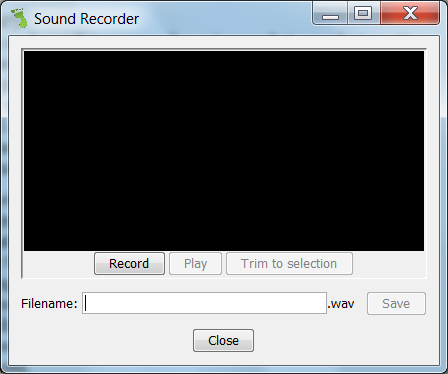 Sound Recorder
Record Play Trim to selection
Filename: .wav Save
Close